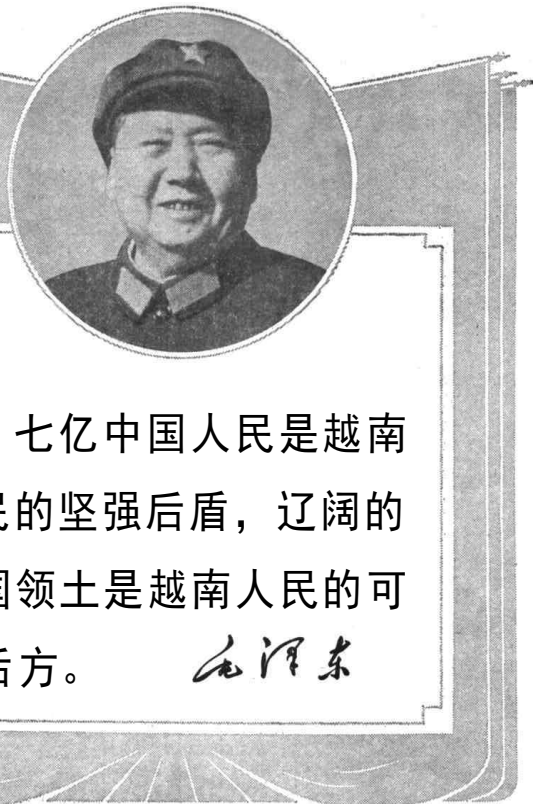 七亿中国人民是越南
民的坚强后盾，辽阔的
国领土是越南人民的可
后方。
毛泽东